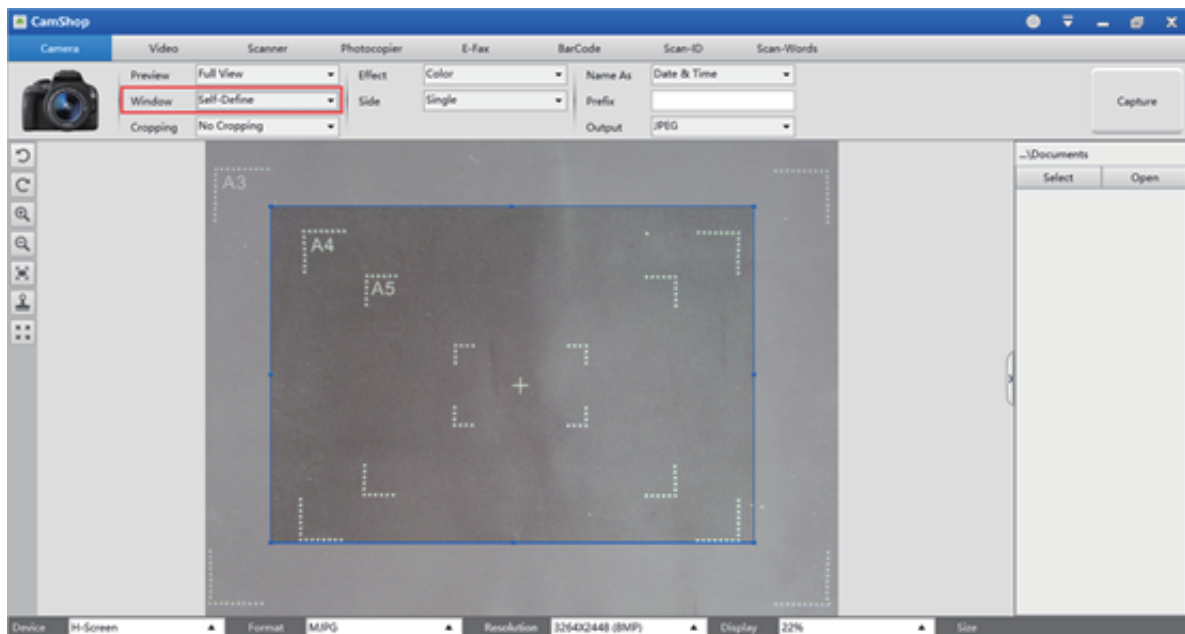 CamShop
Camera Video Scanner Photocopier E-Fax BarCode Scan-ID Scan-Words
Preview Full View Effect Color Name As Date & Time
Window Self-Define Side Single Prefix
Cropping No Cropping Output JPEG
Capture
...\Documents
Select Open
A3
A4
A5
Device H-Screen Format MJPG Resolution 3264X2448 (BMP) Display 22% Size